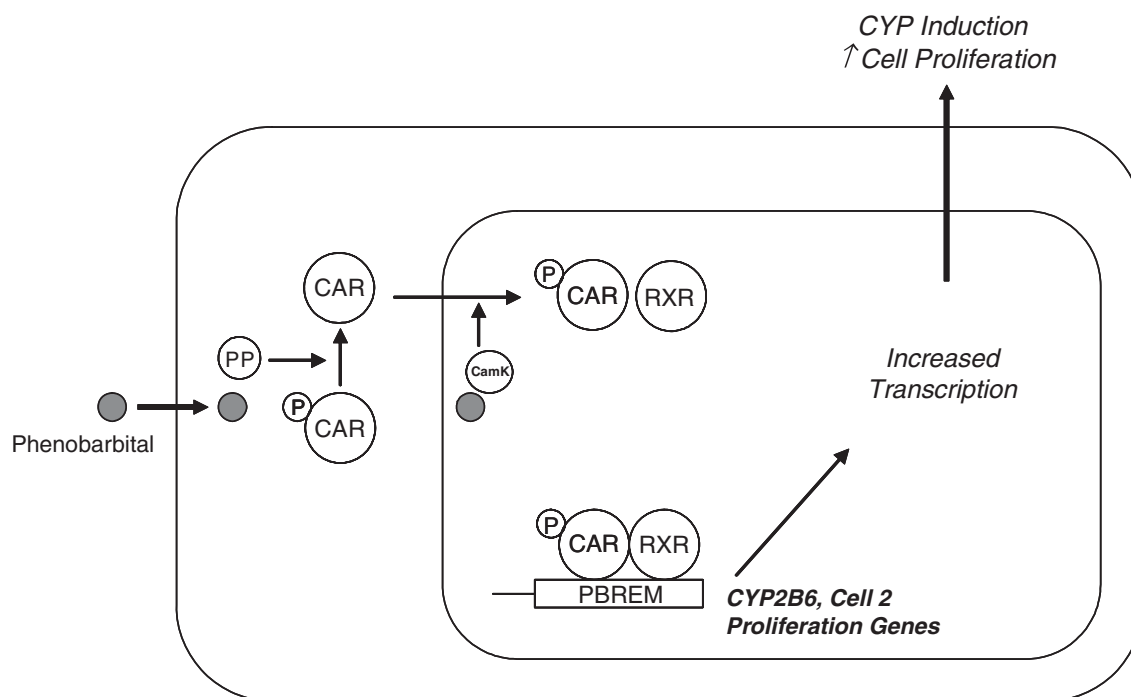 CYP Induction
↑ Cell Proliferation
CAR
P
CAR
RXR
PP
CamK
Increased
Transcription
P
CAR
Phenobarbital
P
CAR
RXR
PBREM
CYP2B6, Cell 2
Proliferation Genes